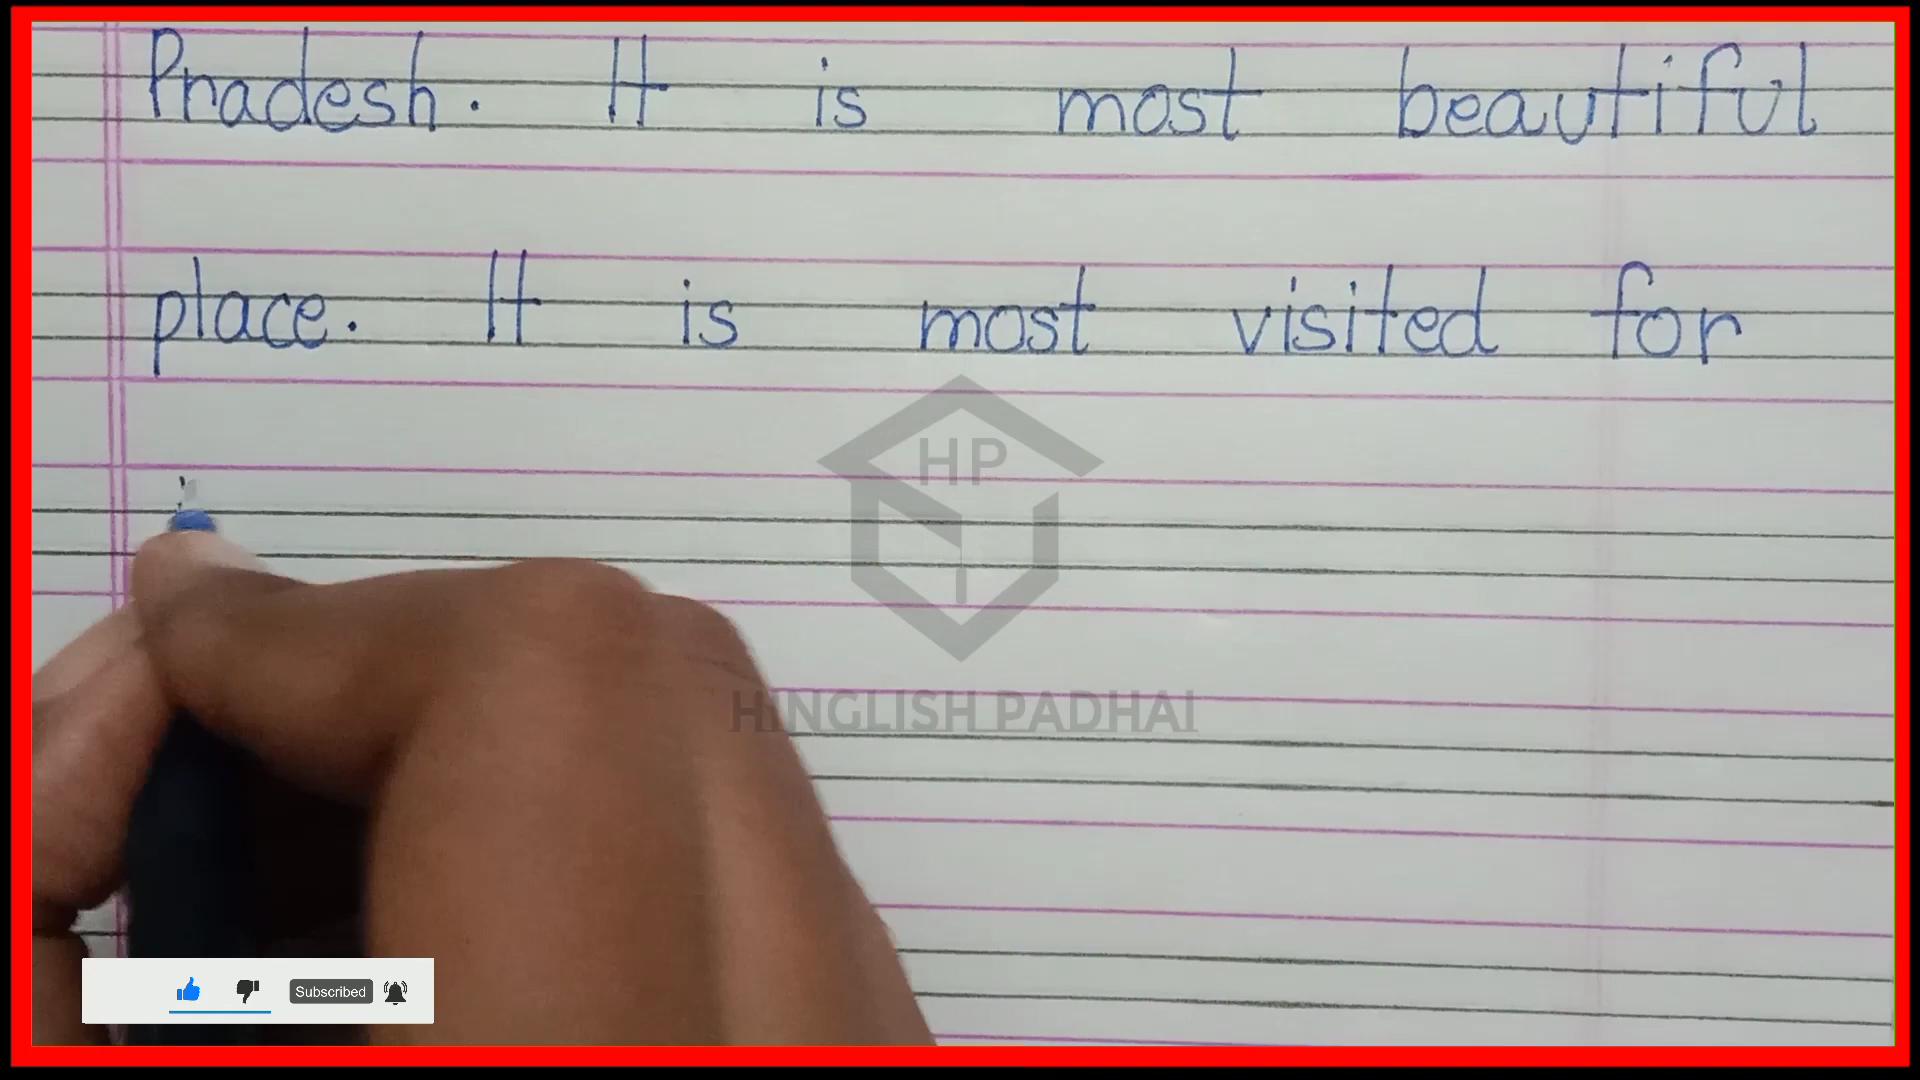 Pradesh. It is most beautiful
place. It is most visited for
HP
HINGLISH PADHAI
Subscribed